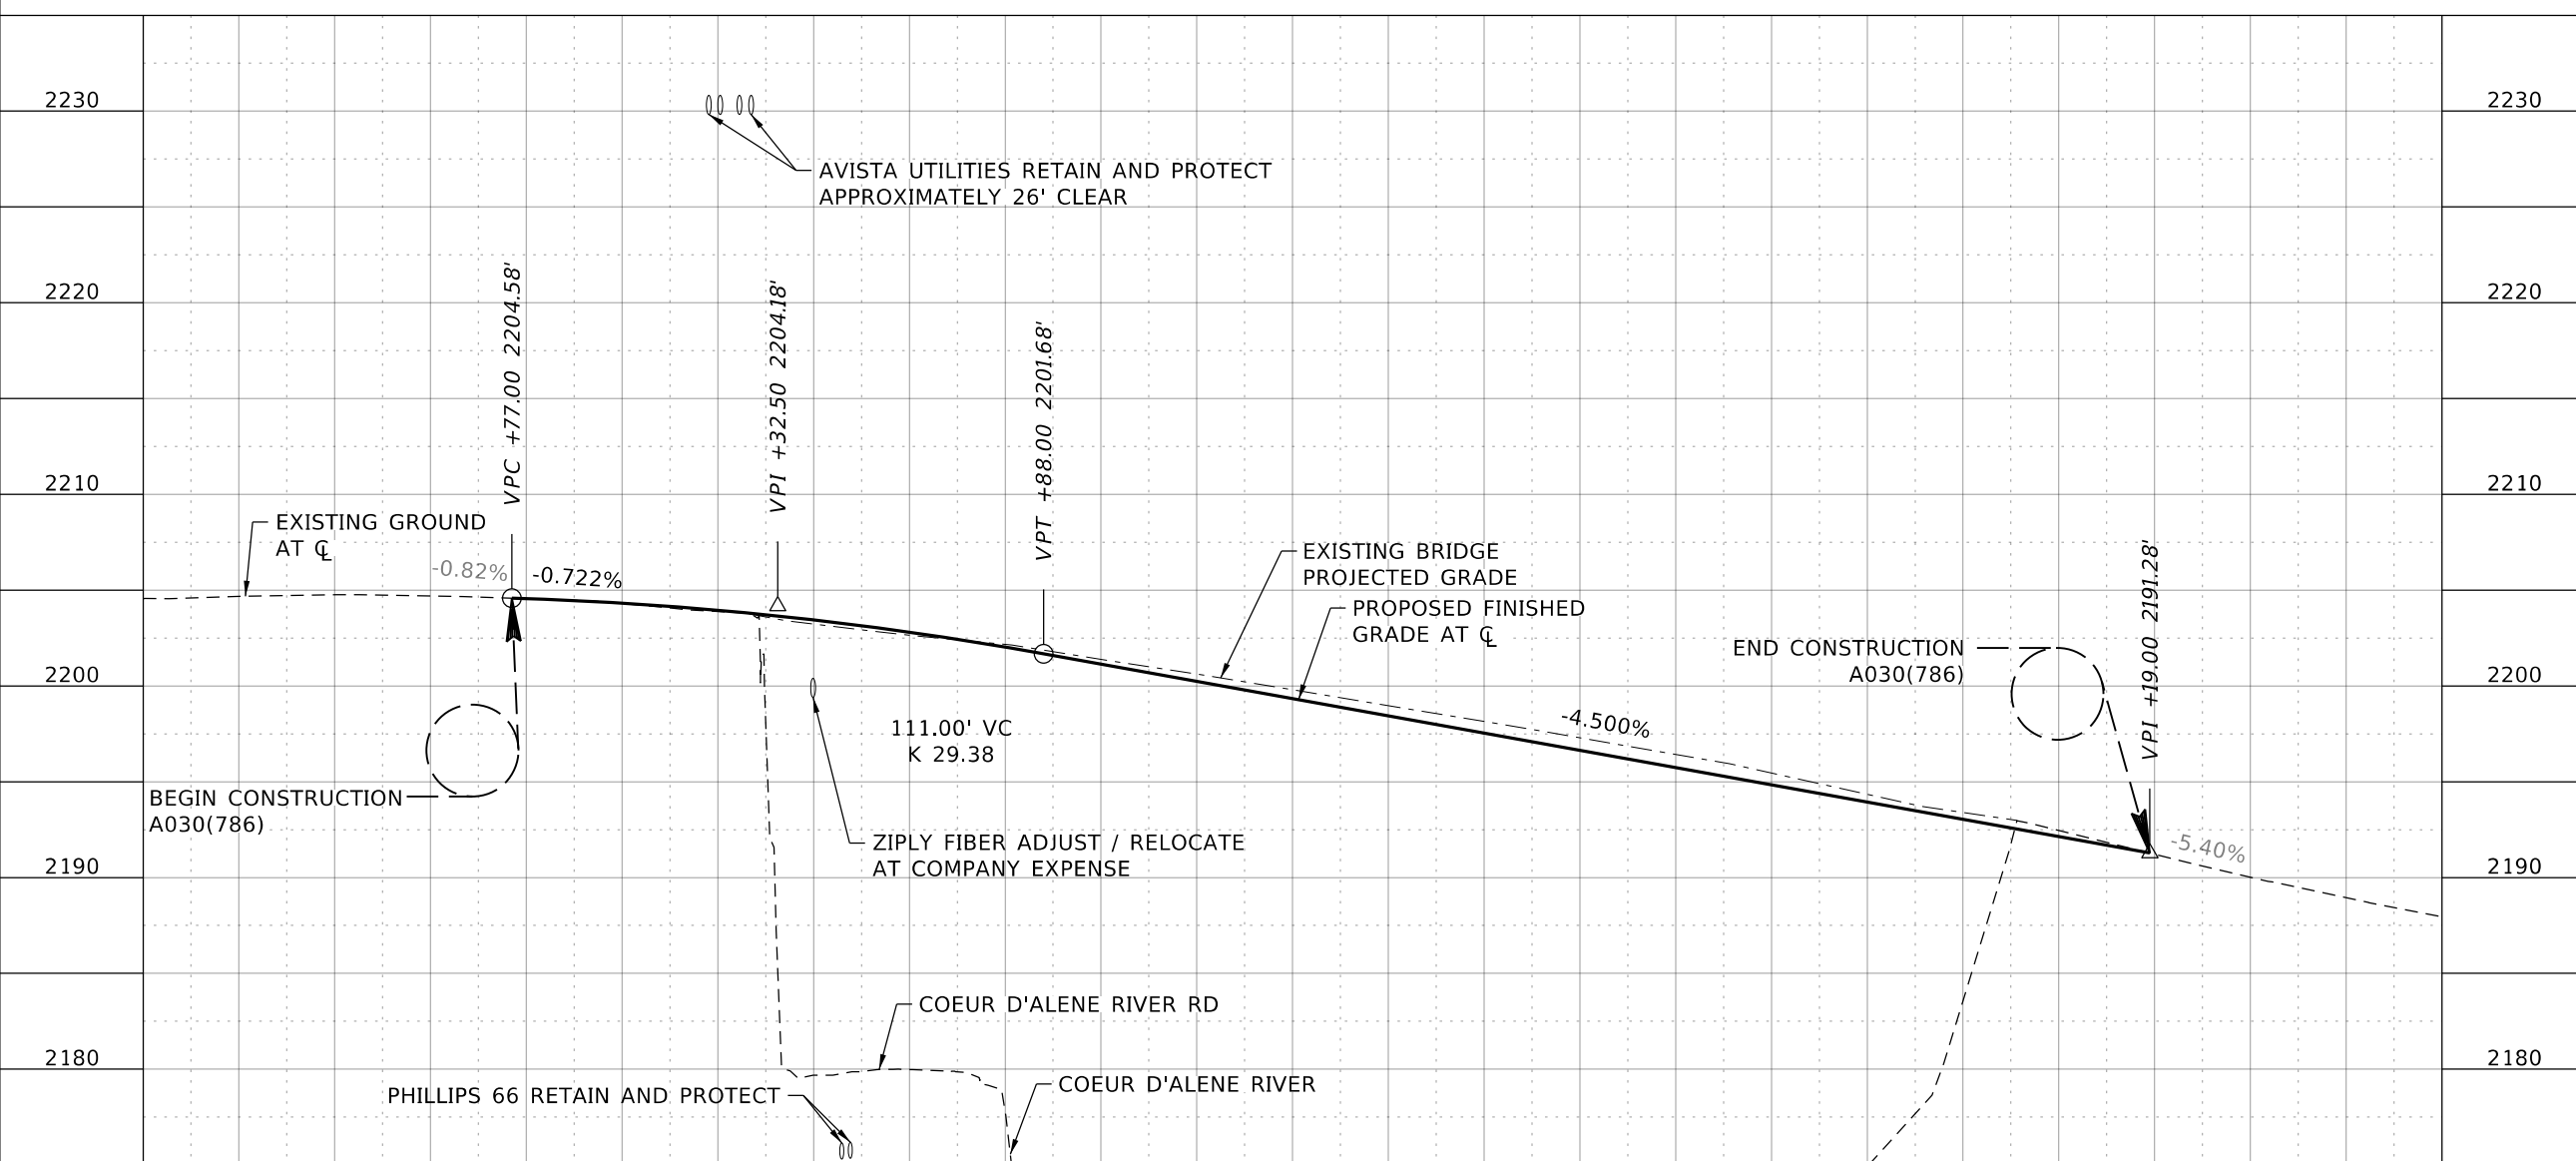 2230
2230
AVISTA UTILITIES RETAIN AND PROTECT
APPROXIMATELY 26' CLEAR
2220
2220
VPC +77.00 2204.58'
VPI +32.50 2204.18'
VPT +88.00 2201.68'
2210
2210
EXISTING GROUND
AT ℄
-0.82%
-0.722%
EXISTING BRIDGE
PROJECTED GRADE
PROPOSED FINISHED
GRADE AT ℄
VPI +19.00 2191.28'
END CONSTRUCTION
A030(786)
2200
2200
-4.500%
111.00' VC
K 29.38
BEGIN CONSTRUCTION
A030(786)
ZIPLY FIBER ADJUST / RELOCATE
AT COMPANY EXPENSE
-5.40%
2190
2190
COEUR D'ALENE RIVER RD
2180
2180
PHILLIPS 66 RETAIN AND PROTECT
COEUR D'ALENE RIVER